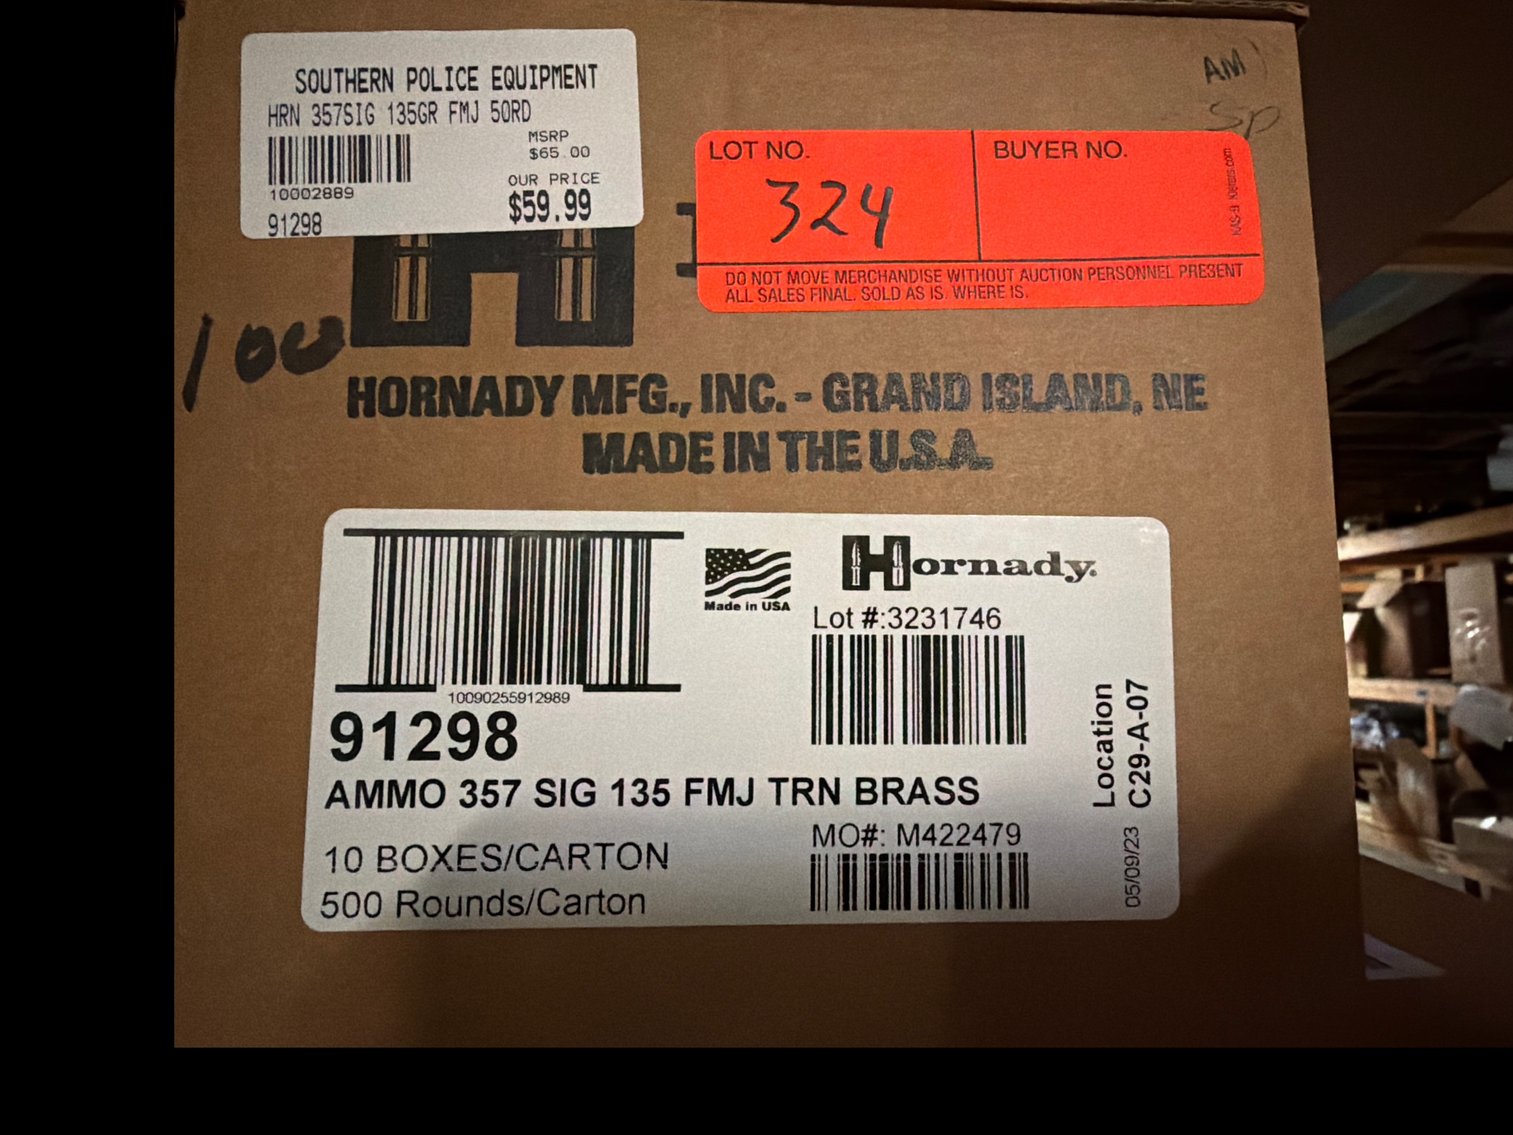 SOUTHERN POLICE EQUIPMENT
HRN 357SIG 135GR FMJ 50RD
MSRP
$65.00
10002889
OUR PRICE
91298
$59.99
AM
SP
LOT NO.
324
BUYER NO.
DO NOT MOVE MERCHANDISE WITHOUT AUCTION PERSONNEL PRESENT
ALL SALES FINAL. SOLD AS IS. WHERE IS.
100
HORNADY MFG., INC. - GRAND ISLAND, NE
MADE IN THE U.S.A.
10090255912989
Made in USA
Hornady.
Lot #:3231746
91298
AMMO 357 SIG 135 FMJ TRN BRASS
10 BOXES/CARTON
500 Rounds/Carton
MO#: M422479
Location
C29-A-07
05/09/23